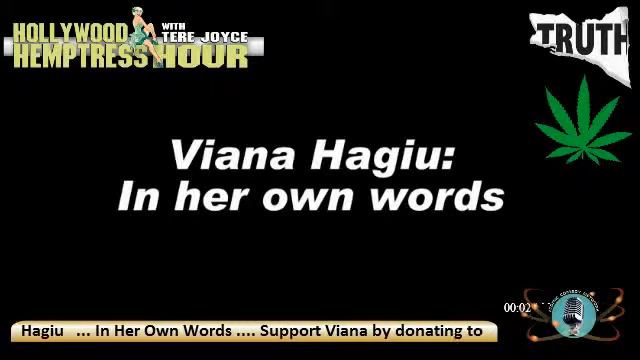 HOLLYWOOD
WITH
TERE JOYCE
HEMPTRESS HOUR
TRUTH
Viana Hagiu:
In her own words
00:02
Hagiu ... In Her Own Words .... Support Viana by donating to